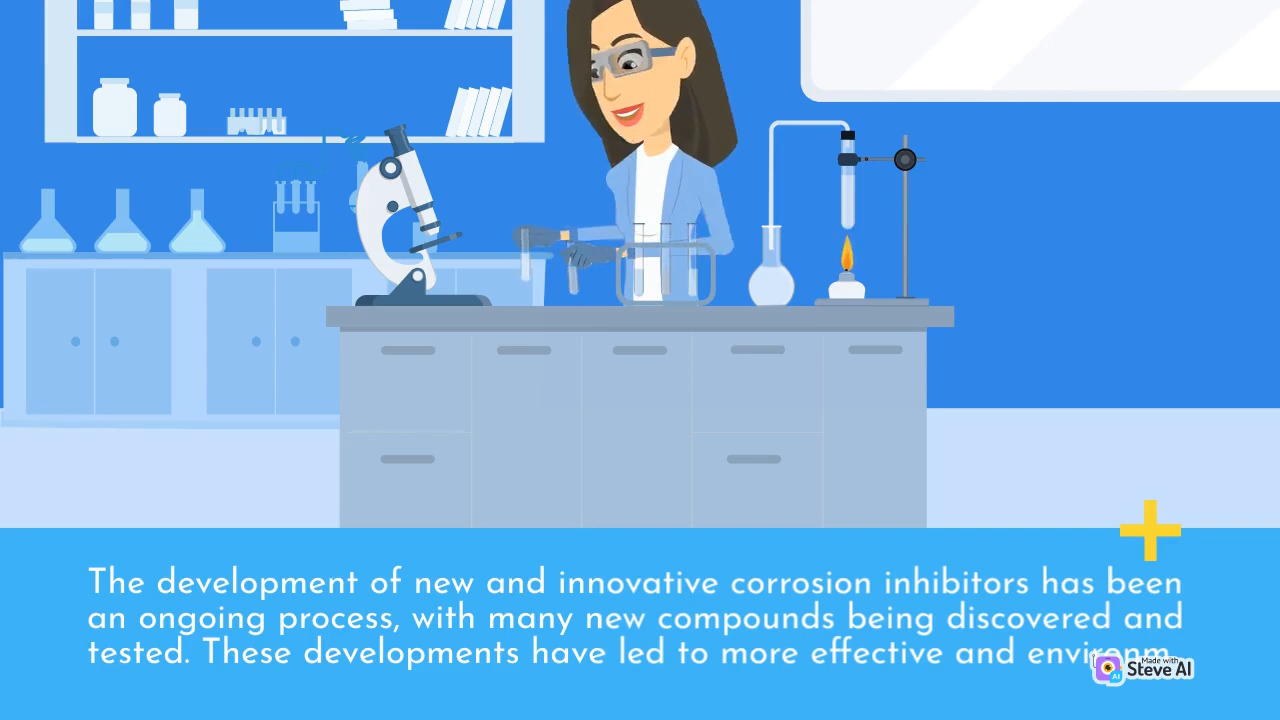 The development of new and innovative corrosion inhibitors has been
an ongoing process, with many new compounds being discovered and
tested. These developments have led to more effective and environm
Made with
Steve AI